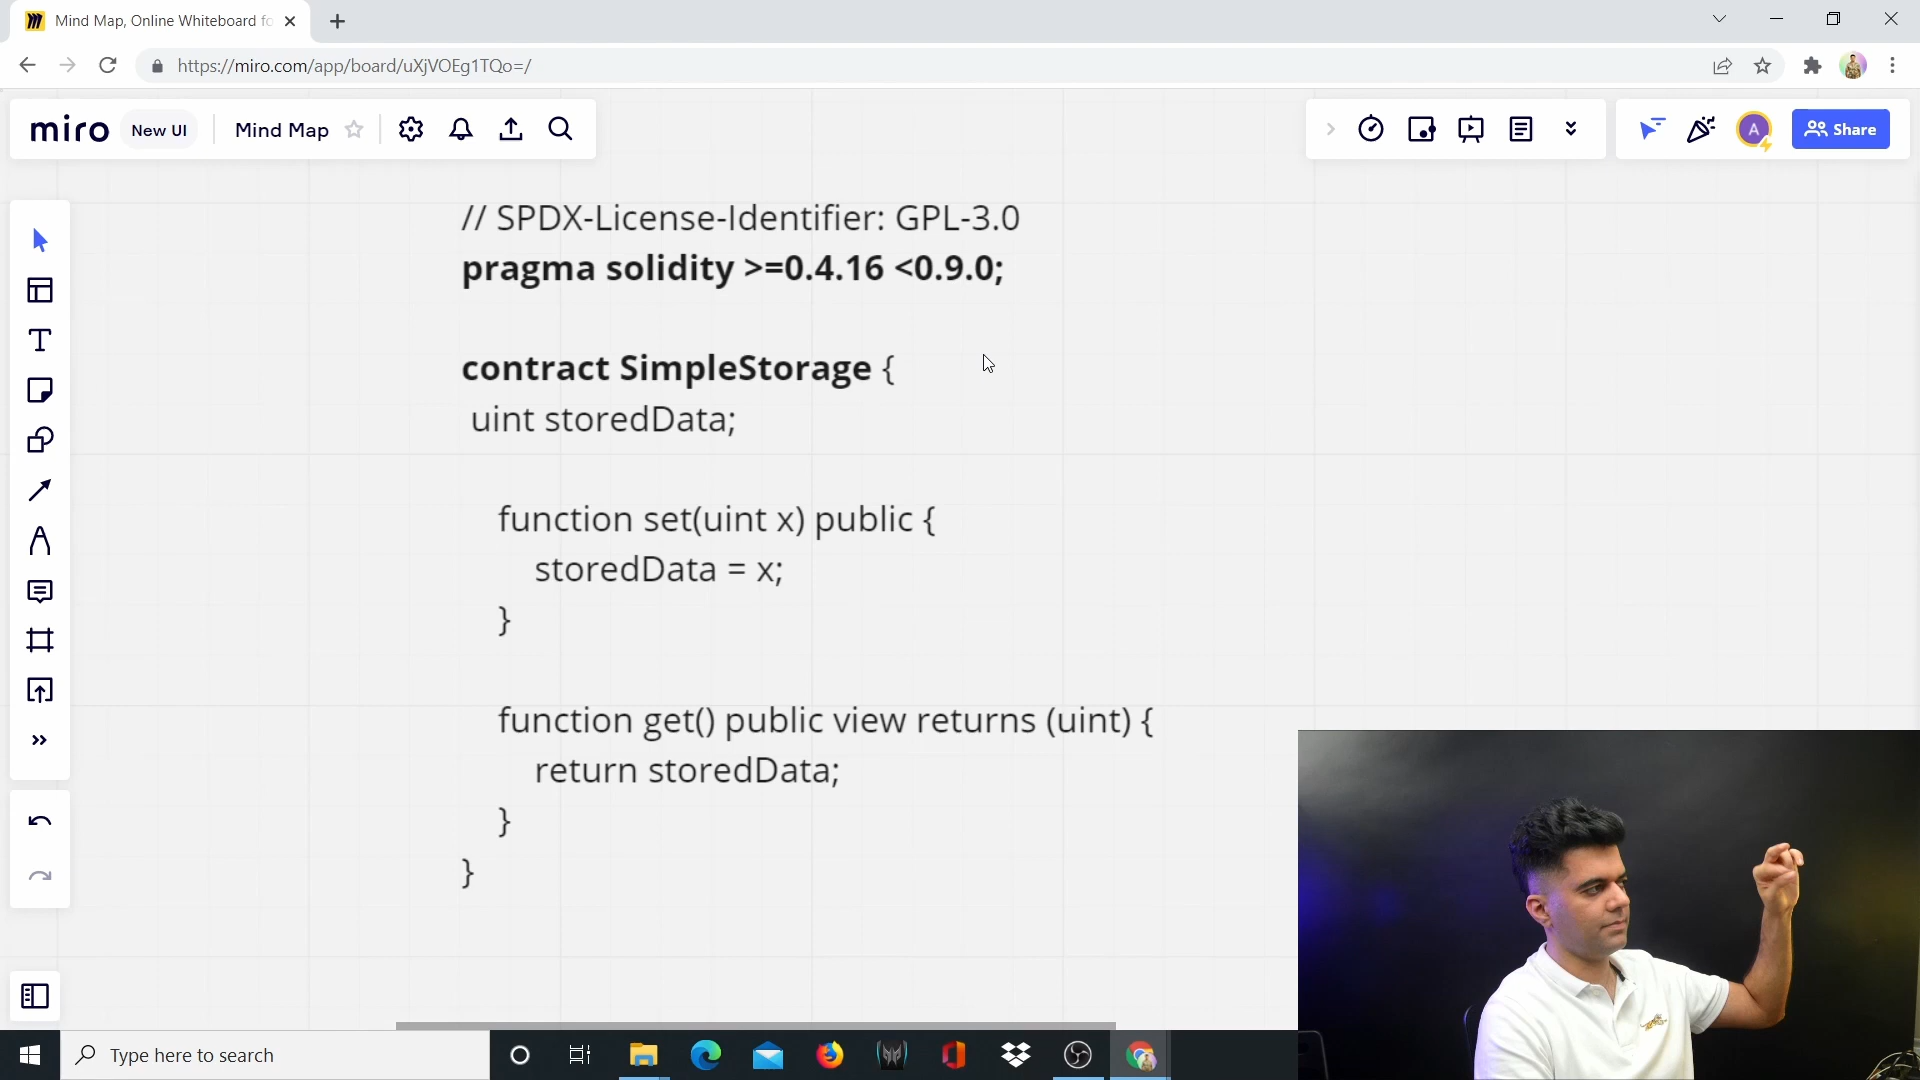 Mind Map, Online Whiteboard fo
https://miro.com/app/board/uXjVOEg1TQo=/
miro New UI Mind Map
A Share
// SPDX-License-Identifier: GPL-3.0
pragma solidity >=0.4.16 <0.9.0;
contract SimpleStorage {
uint storedData;
function set(uint x) public {
storedData = x;
}
function get() public view returns (uint) {
return storedData;
}
}
Type here to search